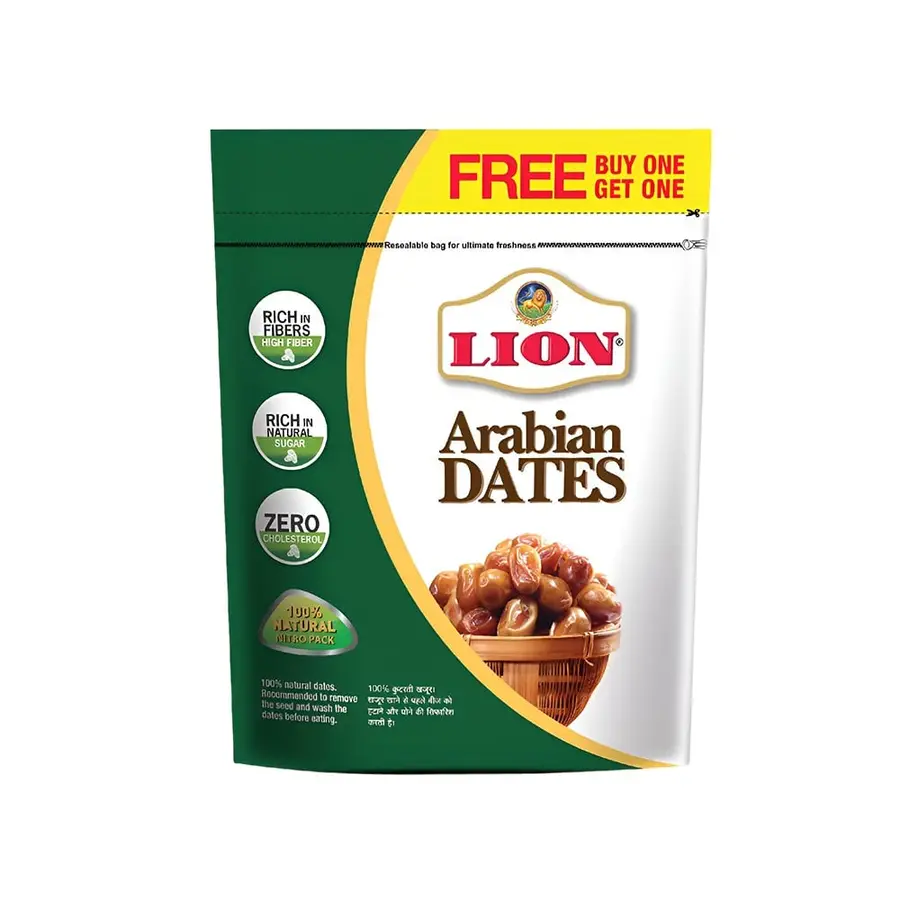 FREE BUY ONE
GET ONE
Resealable bag for ultimate freshness
LION®
Arabian
DATES
RICH IN
FIBERS
HIGH FIBER
RICH IN
NATURAL
SUGAR
ZERO
CHOLESTEROL
100%
NATURAL
NITRO PACK
100% natural dates.
Recommended to remove
the seed and wash the
dates before eating.
100% कुदरती खजूर।
खजूर खाने से पहले बीज को
हटाने और धोने की सिफारिश
करती है।